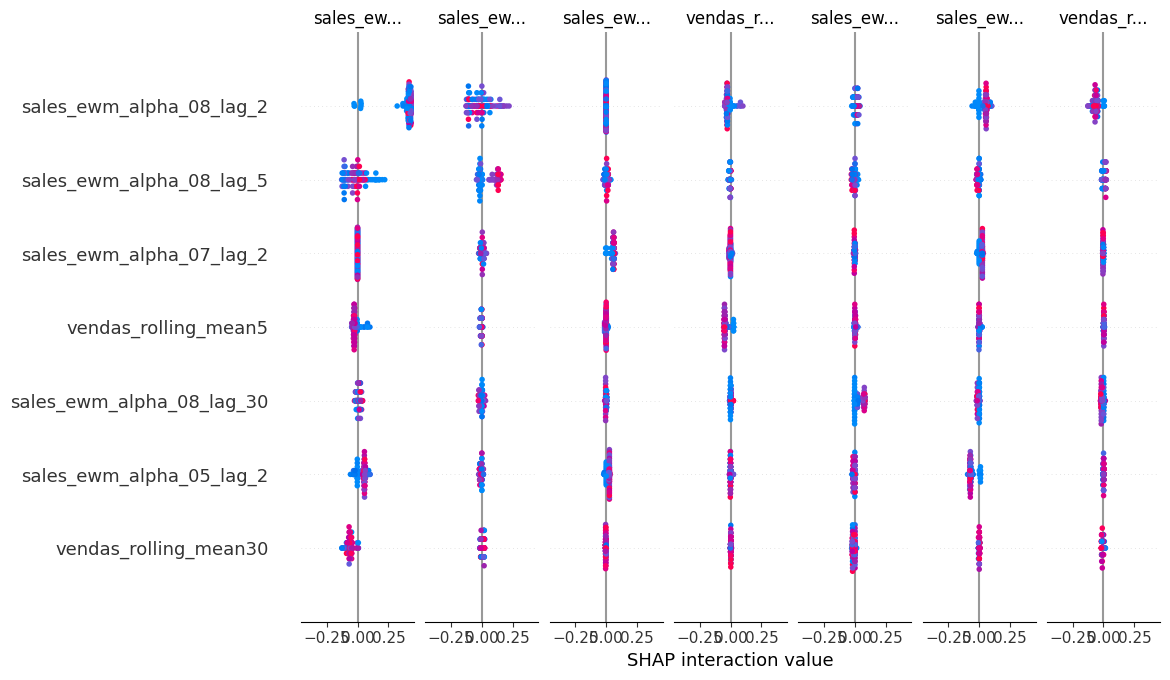 sales_ew... sales_ew... sales_ew... vendas_r... sales_ew... sales_ew... vendas_r...
sales_ewm_alpha_08_lag_2
sales_ewm_alpha_08_lag_5
sales_ewm_alpha_07_lag_2
vendas_rolling_mean5
sales_ewm_alpha_08_lag_30
sales_ewm_alpha_05_lag_2
vendas_rolling_mean30
−0.25 0.00 0.25 −0.25 0.00 0.25 −0.25 0.00 0.25 −0.25 0.00 0.25 −0.25 0.00 0.25 −0.25 0.00 0.25 −0.25 0.00 0.25
SHAP interaction value